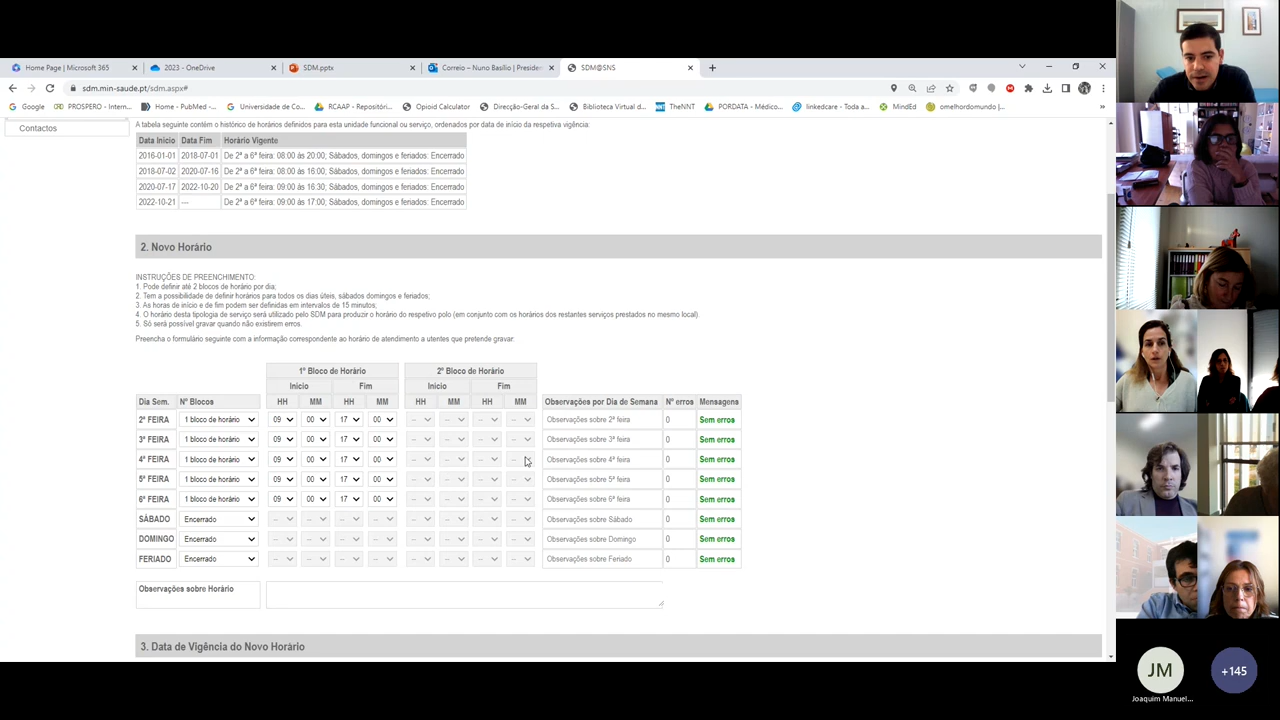 Home Page | Microsoft 365
2023 - OneDrive
SDM.pptx
Correio – Nuno Basílio | Presiden
SDM@SNS
sdm.min-saude.pt/sdm.aspx#
Google
PROSPERO - Intern...
Home - PubMed -...
Universidade de Co...
RCAAP - Repositóri...
Opioid Calculator
Direcção-Geral da S...
Biblioteca Virtual d...
TheNNT
PORDATA - Médico...
linkedcare - Toda a...
MindEd
omelhordomundo j...
Contactos
A tabela seguinte contém o histórico de horários definidos para esta unidade funcional ou serviço, ordenados por data de início da respetiva vigência:
Data Inicio Data Fim Horário Vigente
2016-01-01 2018-07-01 De 2ª a 6ª feira: 08:00 às 20:00, Sábados, domingos e feriados: Encerrado
2018-07-02 2020-07-16 De 2ª a 6ª feira: 08:00 às 16:00, Sábados, domingos e feriados: Encerrado
2020-07-17 2022-10-20 De 2ª a 6ª feira: 09:00 às 16:30, Sábados, domingos e feriados: Encerrado
2022-10-21 --- De 2ª a 6ª feira: 09:00 às 17:00, Sábados, domingos e feriados: Encerrado
2. Novo Horário
INSTRUÇÕES DE PREENCHIMENTO:
1. Pode definir até 2 blocos de horário por dia;
2. Tem a possibilidade de definir horários para todos os dias úteis, sábados domingos e feriados;
3. As horas de início e de fim podem ser definidas em intervalos de 15 minutos;
4. O horário desta tipologia de serviço será utilizado pelo SDM para produzir o horário do respetivo polo (em conjunto com os horários dos restantes serviços prestados no mesmo local).
5. Só será possível gravar quando não existirem erros.
Preencha o formulário seguinte com a informação correspondente ao horário de atendimento a utentes que pretende gravar.
1º Bloco de Horário 2º Bloco de Horário
Inicio Fim Inicio Fim
Dia Sem. Nº Blocos HH MM HH MM HH MM HH MM Observações por Dia de Semana Nº erros Mensagens
2ª FEIRA 1 bloco de horário 09 00 17 00 -- -- -- -- Observações sobre 2ª feira 0 Sem erros
3ª FEIRA 1 bloco de horário 09 00 17 00 -- -- -- -- Observações sobre 3ª feira 0 Sem erros
4ª FEIRA 1 bloco de horário 09 00 17 00 -- -- -- -- Observações sobre 4ª feira 0 Sem erros
5ª FEIRA 1 bloco de horário 09 00 17 00 -- -- -- -- Observações sobre 5ª feira 0 Sem erros
6ª FEIRA 1 bloco de horário 09 00 17 00 -- -- -- -- Observações sobre 5ª feira 0 Sem erros
SÁBADO Encerrado -- -- -- -- -- -- -- -- Observações sobre Sábado 0 Sem erros
DOMINGO Encerrado -- -- -- -- -- -- -- -- Observações sobre Domingo 0 Sem erros
FERIADO Encerrado -- -- -- -- -- -- -- -- Observações sobre Feriado 0 Sem erros
Observações sobre Horário
3. Data de Vigência do Novo Horário
JM
Joaquim Manuel...
+145